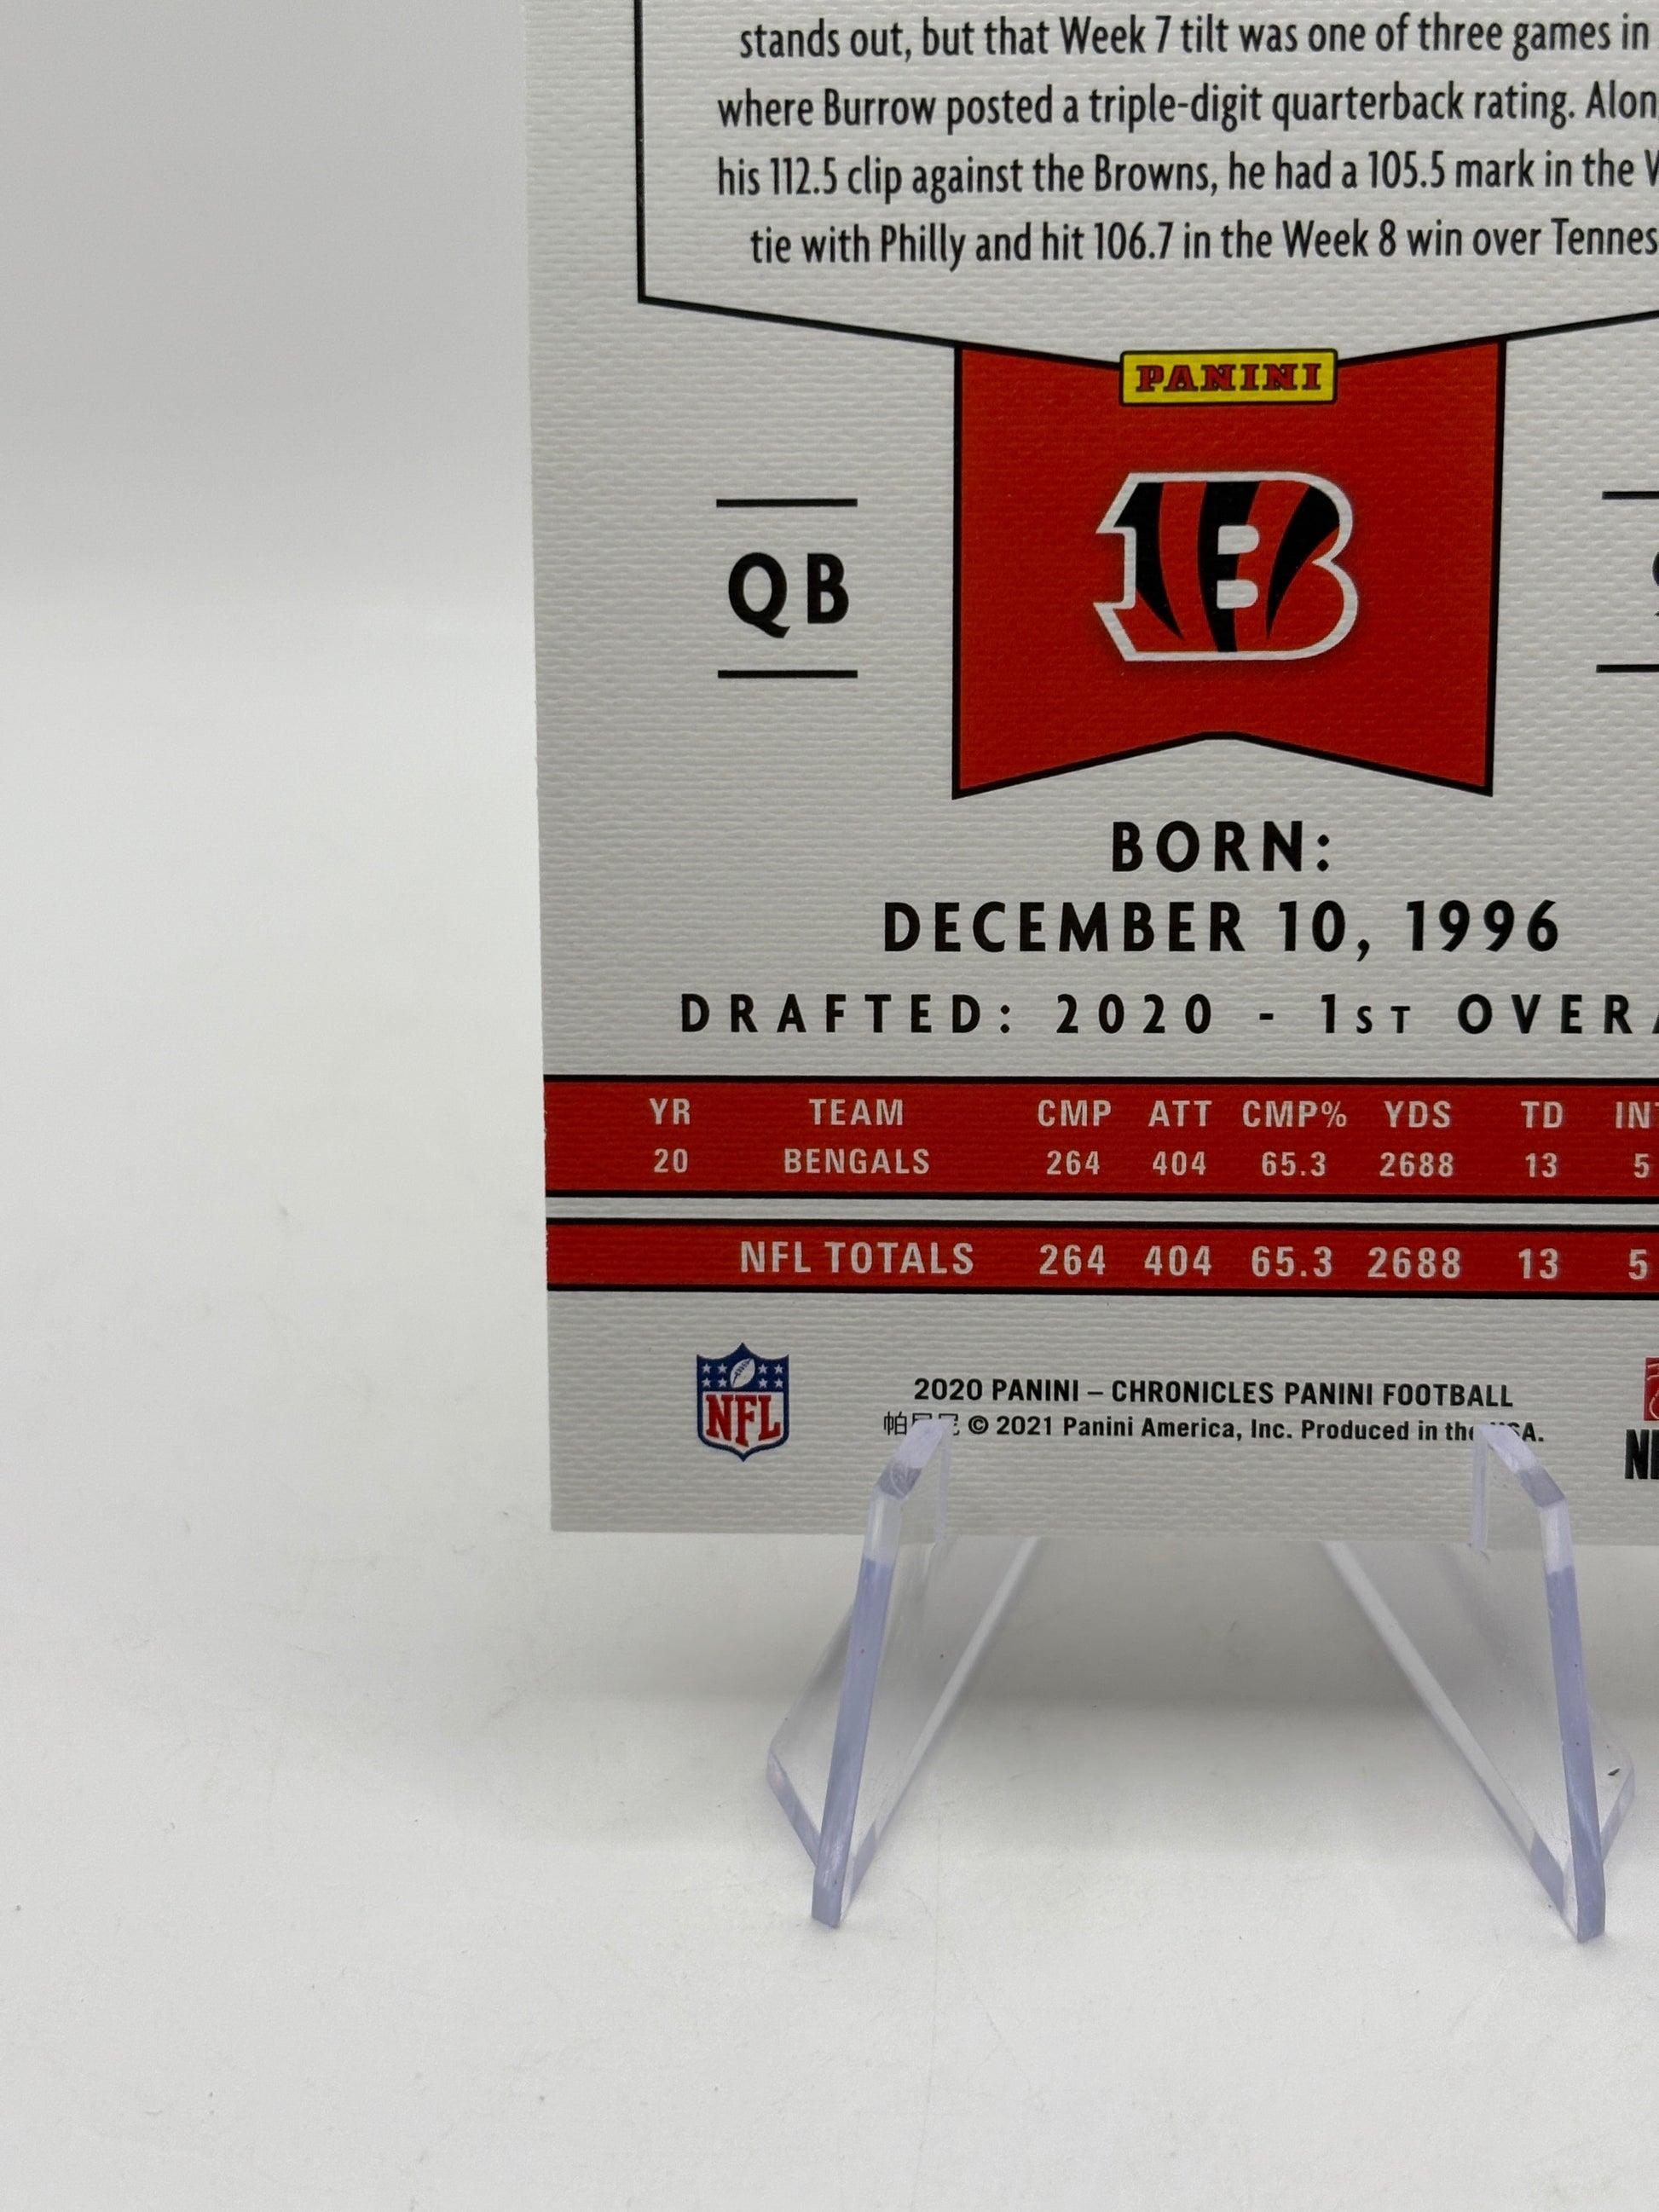 stands out, but that Week 7 tilt was one of three games in
where Burrow posted a triple-digit quarterback rating. Alon
his 112.5 clip against the Browns, he had a 105.5 mark in the
tie with Philly and hit 106.7 in the Week 8 win over Tennes
PANINI
QB
BORN:
DECEMBER 10, 1996
DRAFTED: 2020 - 1ST OVERA
YR TEAM CMP ATT CMP% YDS TD INT
20 BENGALS 264 404 65.3 2688 13 5
NFL TOTALS 264 404 65.3 2688 13 5
NFL
2020 PANINI – CHRONICLES PANINI FOOTBALL
帕 © 2021 Panini America, Inc. Produced in the USA.